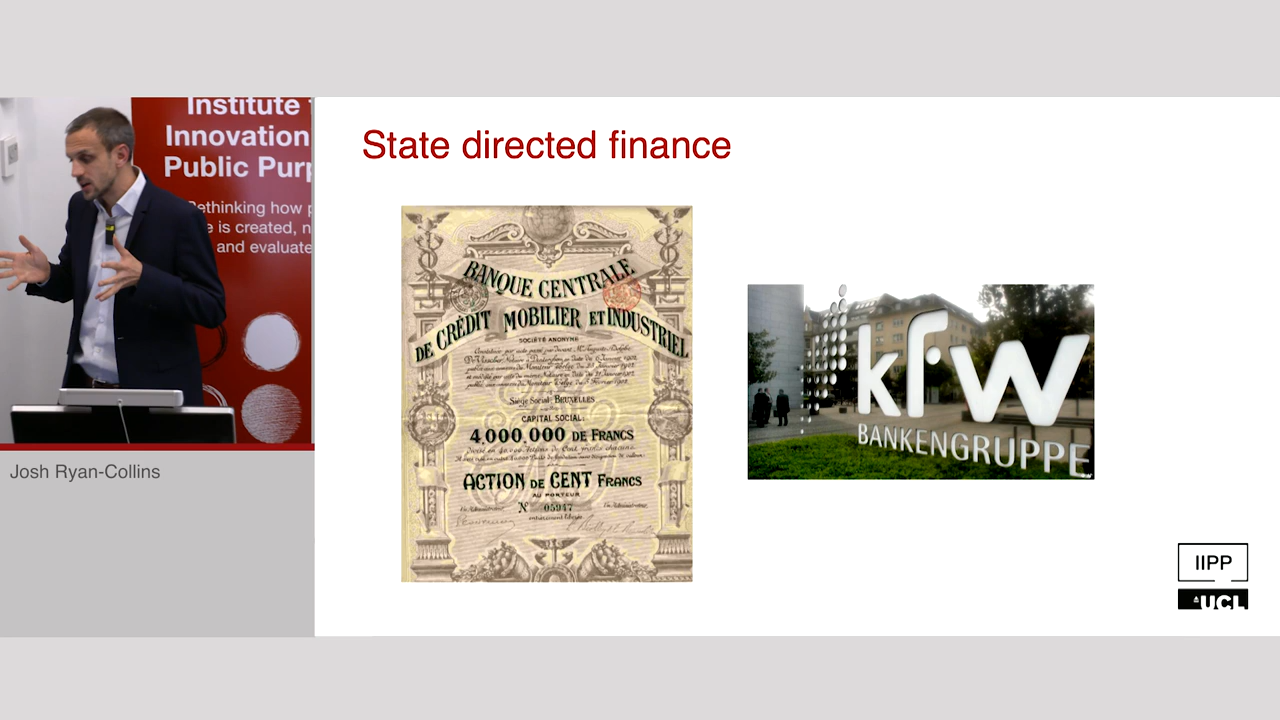 Institute
Innovation
Public Purp
Rethinking how p
e is created, n
and evaluate
Josh Ryan-Collins
State directed finance
BANQUE CENTRALE
DE CRÉDIT MOBILIER ET INDUSTRIEL
SOCIÉTÉ ANONYME
Siège Social: BRUXELLES
CAPITAL SOCIAL:
4.000.000 DE FRANCS
ACTION DE CENT FRANCS
AU PORTEUR
N 05947
entièrement libérée
kfw
BANKENGRUPPE
IIPP
UCL